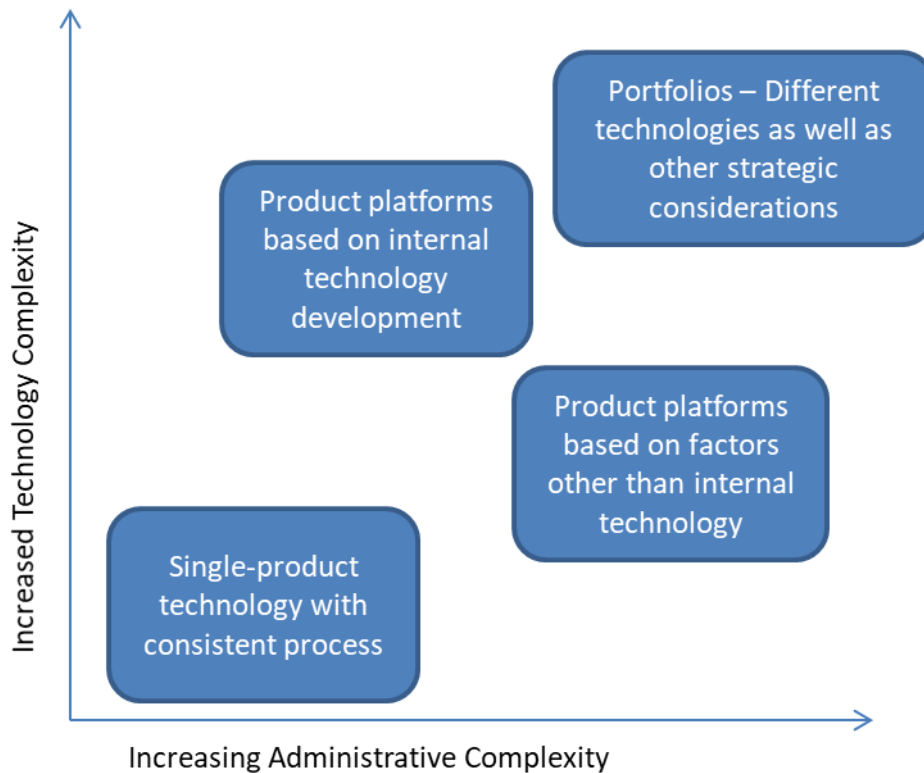 Increased Technology Complexity
Portfolios – Different
technologies as well as
other strategic
considerations
Product platforms
based on internal
technology
development
Product platforms
based on factors
other than internal
technology
Single-product
technology with
consistent process
Increasing Administrative Complexity